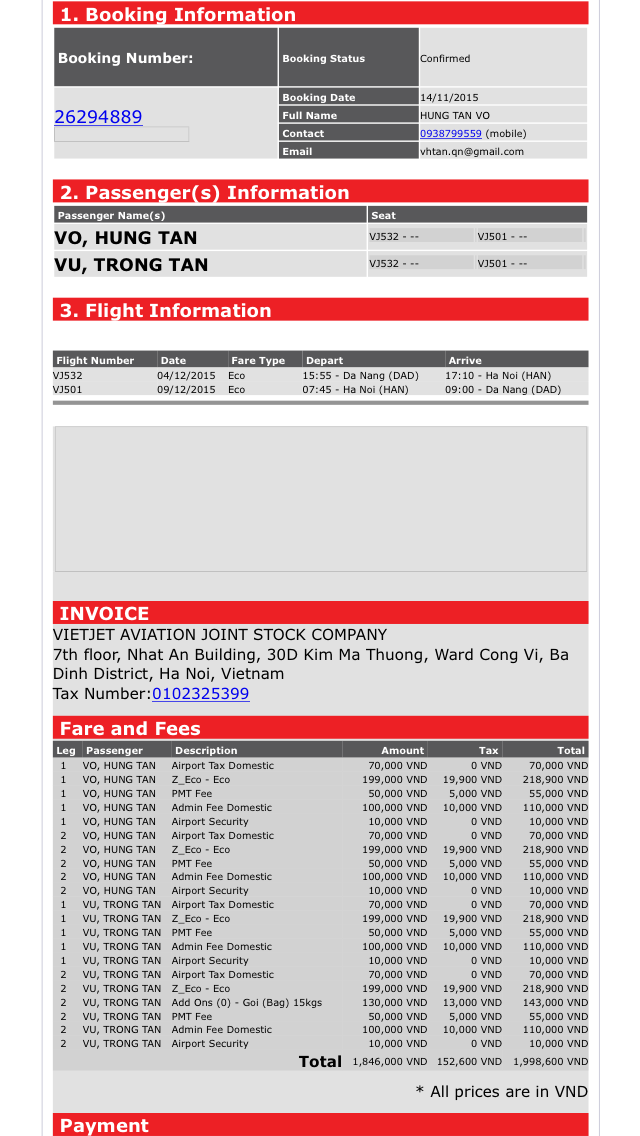 1. Booking Information
Booking Number:
Booking Status Confirmed
26294889
Booking Date 14/11/2015
Full Name HUNG TAN VO
Contact 0938799559 (mobile)
Email vhtan.qn@gmail.com
2. Passenger(s) Information
Passenger Name(s) Seat
VO, HUNG TAN VJ532 - -- VJ501 - --
VU, TRONG TAN VJ532 - -- VJ501 - --
3. Flight Information
Flight Number Date Fare Type Depart Arrive
VJ532 04/12/2015 Eco 15:55 - Da Nang (DAD) 17:10 - Ha Noi (HAN)
VJ501 09/12/2015 Eco 07:45 - Ha Noi (HAN) 09:00 - Da Nang (DAD)
INVOICE
VIETJET AVIATION JOINT STOCK COMPANY
7th floor, Nhat An Building, 30D Kim Ma Thuong, Ward Cong Vi, Ba
Dinh District, Ha Noi, Vietnam
Tax Number:0102325399
Fare and Fees
Leg Passenger Description Amount Tax Total
1 VO, HUNG TAN Airport Tax Domestic 70,000 VND 0 VND 70,000 VND
1 VO, HUNG TAN Z_Eco - Eco 199,000 VND 19,900 VND 218,900 VND
1 VO, HUNG TAN PMT Fee 50,000 VND 5,000 VND 55,000 VND
1 VO, HUNG TAN Admin Fee Domestic 100,000 VND 10,000 VND 110,000 VND
1 VO, HUNG TAN Airport Security 10,000 VND 0 VND 10,000 VND
2 VO, HUNG TAN Airport Tax Domestic 70,000 VND 0 VND 70,000 VND
2 VO, HUNG TAN Z_Eco - Eco 199,000 VND 19,900 VND 218,900 VND
2 VO, HUNG TAN PMT Fee 50,000 VND 5,000 VND 55,000 VND
2 VO, HUNG TAN Admin Fee Domestic 100,000 VND 10,000 VND 110,000 VND
2 VO, HUNG TAN Airport Security 10,000 VND 0 VND 10,000 VND
1 VU, TRONG TAN Airport Tax Domestic 70,000 VND 0 VND 70,000 VND
1 VU, TRONG TAN Z_Eco - Eco 199,000 VND 19,900 VND 218,900 VND
1 VU, TRONG TAN PMT Fee 50,000 VND 5,000 VND 55,000 VND
1 VU, TRONG TAN Admin Fee Domestic 100,000 VND 10,000 VND 110,000 VND
1 VU, TRONG TAN Airport Security 10,000 VND 0 VND 10,000 VND
2 VU, TRONG TAN Airport Tax Domestic 70,000 VND 0 VND 70,000 VND
2 VU, TRONG TAN Z_Eco - Eco 199,000 VND 19,900 VND 218,900 VND
2 VU, TRONG TAN Add Ons (0) - Goi (Bag) 15kgs 130,000 VND 13,000 VND 143,000 VND
2 VU, TRONG TAN PMT Fee 50,000 VND 5,000 VND 55,000 VND
2 VU, TRONG TAN Admin Fee Domestic 100,000 VND 10,000 VND 110,000 VND
2 VU, TRONG TAN Airport Security 10,000 VND 0 VND 10,000 VND
Total 1,846,000 VND 152,600 VND 1,998,600 VND
* All prices are in VND
Payment